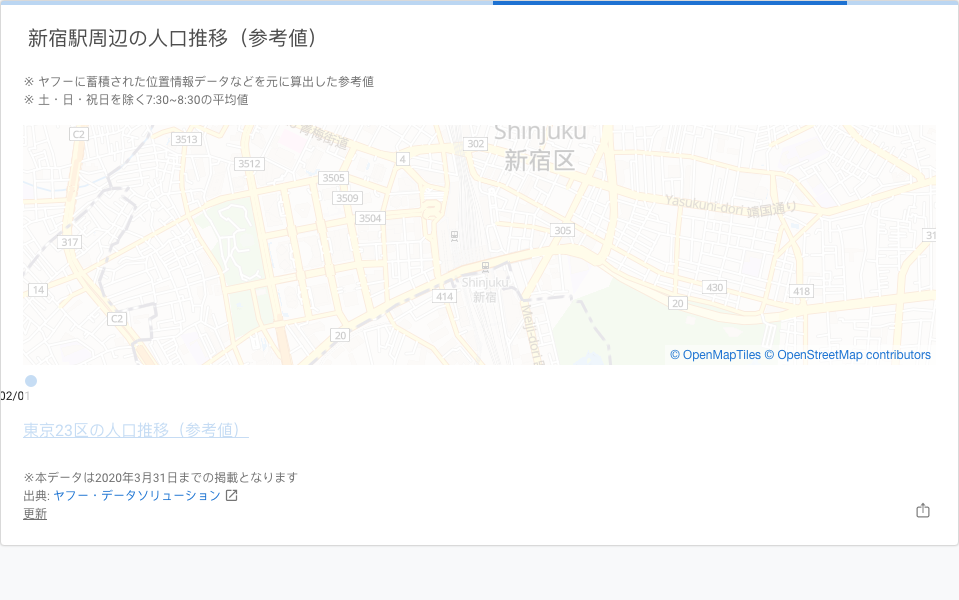 新宿駅周辺の人口推移（参考値）
※ ヤフーに蓄積された位置情報データなどを元に算出した参考値
※ 土・日・祝日を除く7:30~8:30の平均値
C2
3513
青梅街道
302
Shinjuku
新宿区
3512
4
3505
3509
3504
Yasukuni-dori 靖国通り
317
305
31
14
414
Shinjuku
新宿
430
418
20
C2
20
Meiji-dori
© OpenMapTiles © OpenStreetMap contributors
02/01
東京23区の人口推移（参考値）
※本データは2020年3月31日までの掲載となります
出典: ヤフー・データソリューション
更新